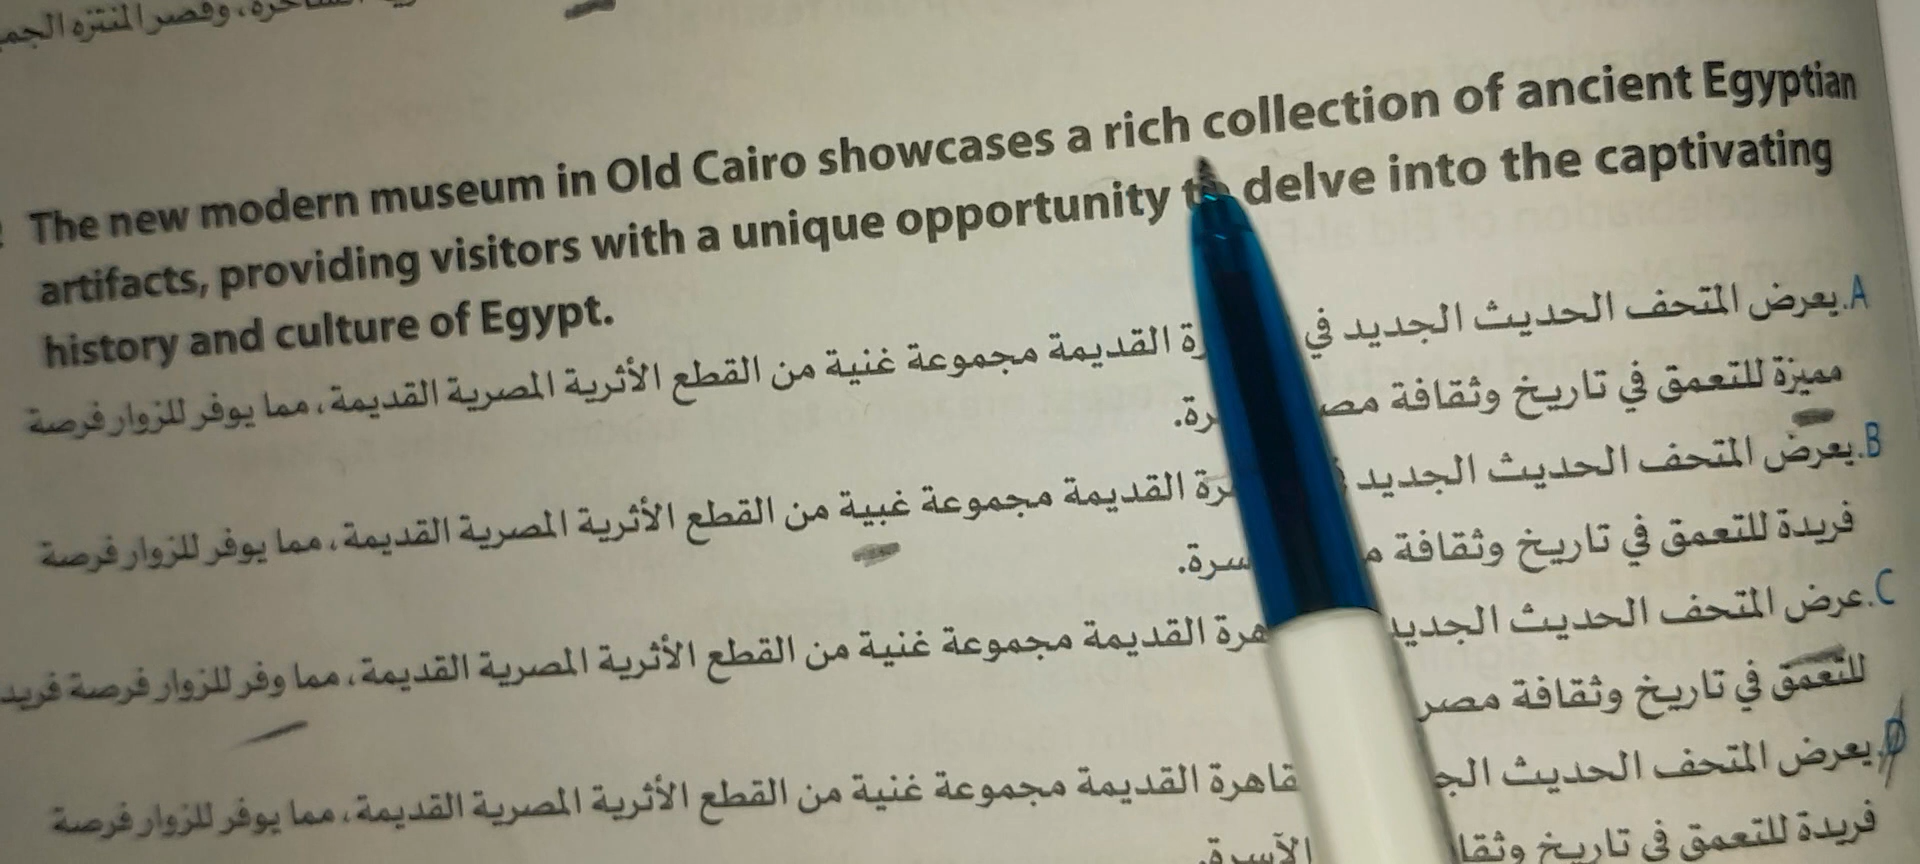 وقصر المنتزه
The new modern museum in Old Cairo showcases a rich collection of ancient Egyptian
artifacts, providing visitors with a unique opportunity to delve into the captivating
history and culture of Egypt.
A. يعرض المتحف الحديث الجديد في القديمة مجموعة غنية من القطع الأثرية المصرية القديمة، مما يوفر للزوار فرصة
مميزة للتعمق في تاريخ وثقافة
B. يعرض المتحف الحديث الجديد القديمة مجموعة غبية من القطع الأثرية المصرية القديمة، مما يوفر للزوار فرصة
فريدة للتعمق في تاريخ وثقافة
C. عرض المتحف الحديث الجديد القديمة مجموعة غنية من القطع الأثرية المصرية القديمة، مما وفر للزوار فرصة
للتعمق في تاريخ وثقافة مصر
D. يعرض المتحف الحديث القديمة مجموعة غنية من القطع الأثرية المصرية القديمة، مما يوفر للزوار فرصة
فريدة للتعمق في تاريخ الآسرة.